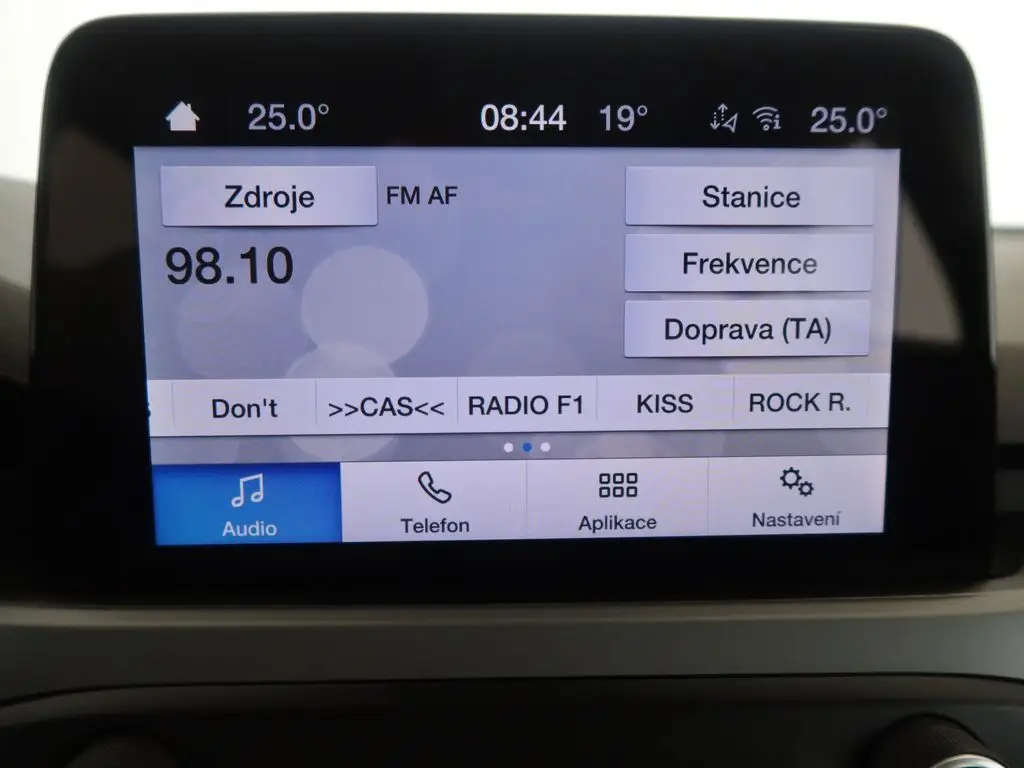 25.0° 08:44 19° 25.0°
Zdroje FM AF Stanice
98.10 Frekvence
Doprava (TA)
Don't >>CAS<< RADIO F1 KISS ROCK R.
Audio Telefon Aplikace Nastavení